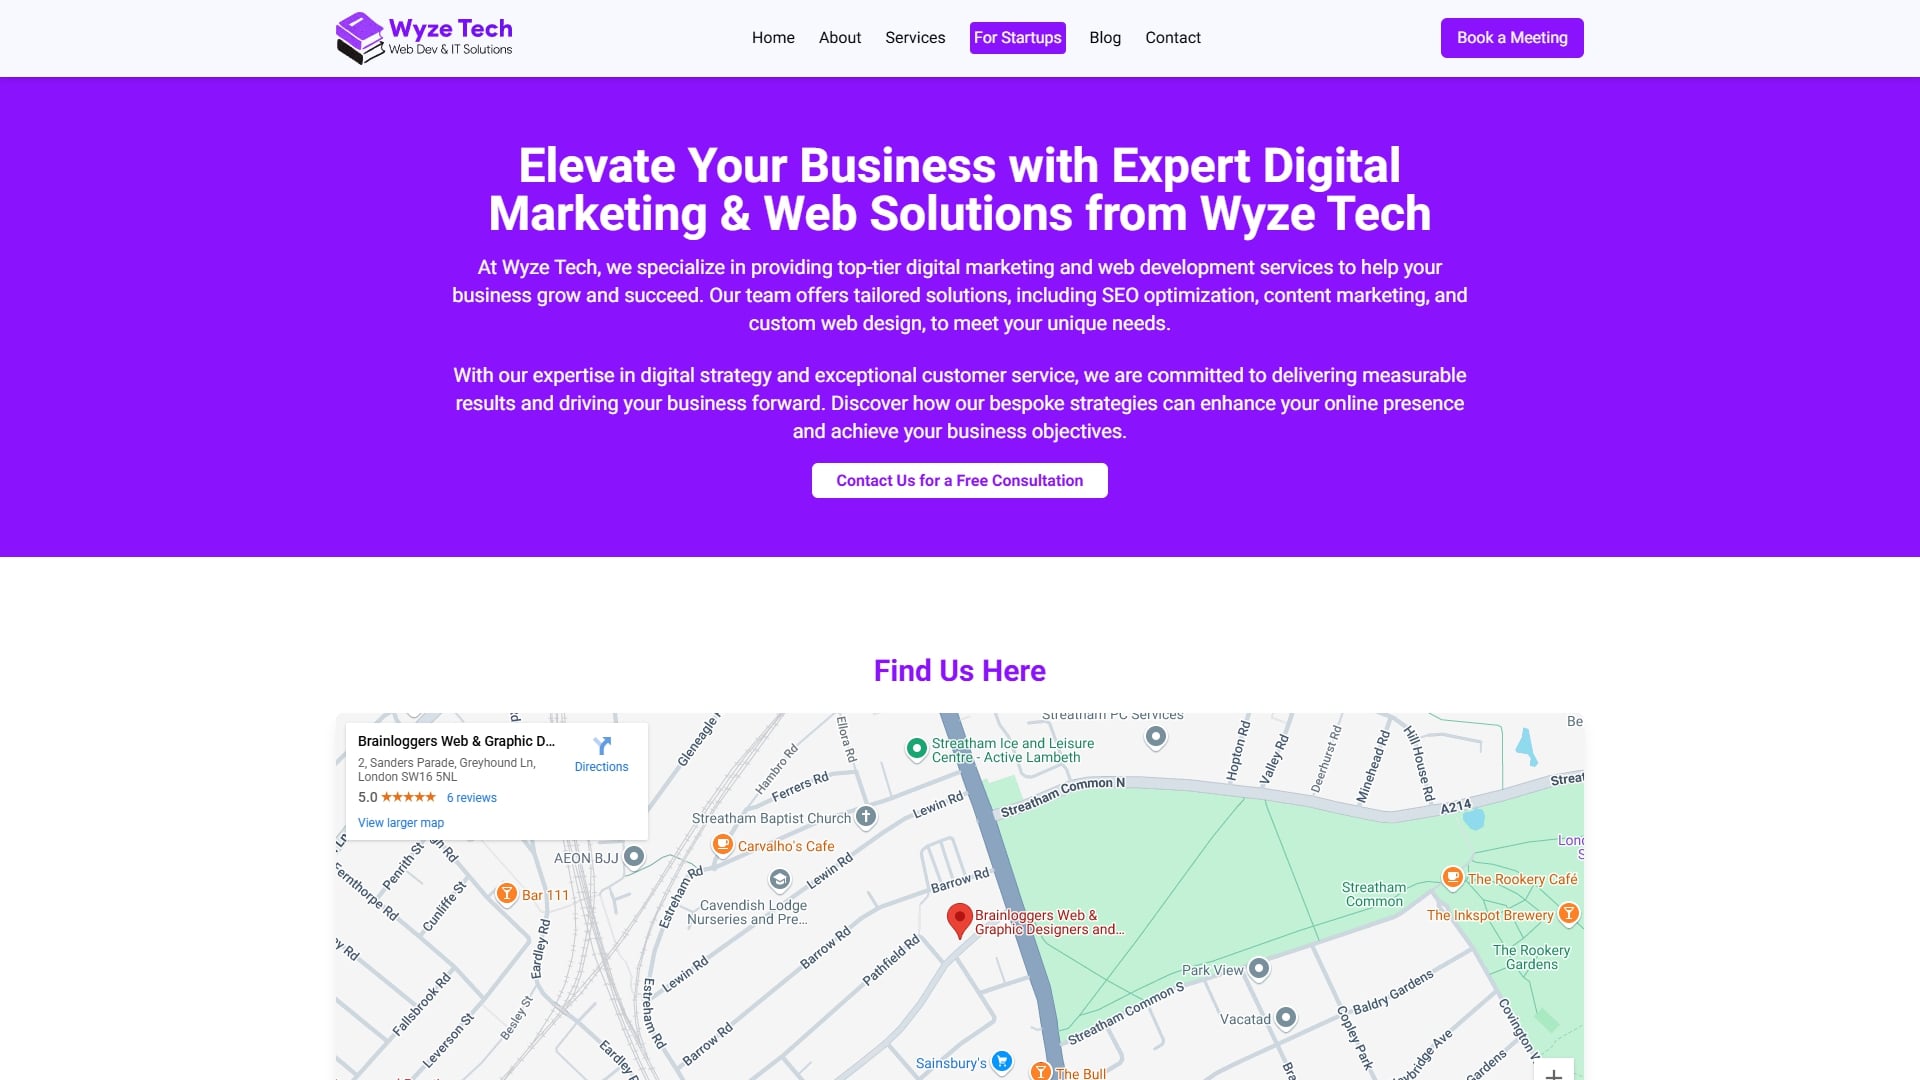 Wyze Tech
Web Dev & IT Solutions
Home
About
Services
For Startups
Blog
Contact
Book a Meeting
Elevate Your Business with Expert Digital
Marketing & Web Solutions from Wyze Tech
At Wyze Tech, we specialize in providing top-tier digital marketing and web development services to help your
business grow and succeed. Our team offers tailored solutions, including SEO optimization, content marketing, and
custom web design, to meet your unique needs.
With our expertise in digital strategy and exceptional customer service, we are committed to delivering measurable
results and driving your business forward. Discover how our bespoke strategies can enhance your online presence
and achieve your business objectives.
Contact Us for a Free Consultation
Find Us Here
Brainloggers Web & Graphic D...
2, Sanders Parade, Greyhound Ln,
London SW16 5NL
5.0
6 reviews
View larger map
Directions
Gleneagle
Hambro Rd
Ellora Rd
Ferrers Rd
Lewin Rd
Streatham Ice and Leisure
Centre - Active Lambeth
Streatham PC Services
Hopton Rd
Valley Rd
Deerhurst Rd
Minehead Rd
Hill House Rd
Be
Streat
A214
Streatham Common N
Streatham Baptist Church
Carvalho's Cafe
AEON BJJ
Lewin Rd
Bar 111
Penrith St
Cunliffe St
Fernthorpe Rd
Estreham Rd
Cavendish Lodge
Nurseries and Pre...
Barrow Rd
Brainloggers Web &
Graphic Designers and...
Streatham
Common
The Rookery Café
The Inkspot Brewery
The Rookery
Gardens
Barrow Rd
Pathfield Rd
Lewin Rd
Eardley Rd
Park View
Streatham Common S
Baldry Gardens
Vacatad
Copley Park
Covington
Fallsbrook Rd
Leverson St
Besley St
Estreham Rd
Barrow Rd
Eardley
Sainsbury's
The Bull
Gardens